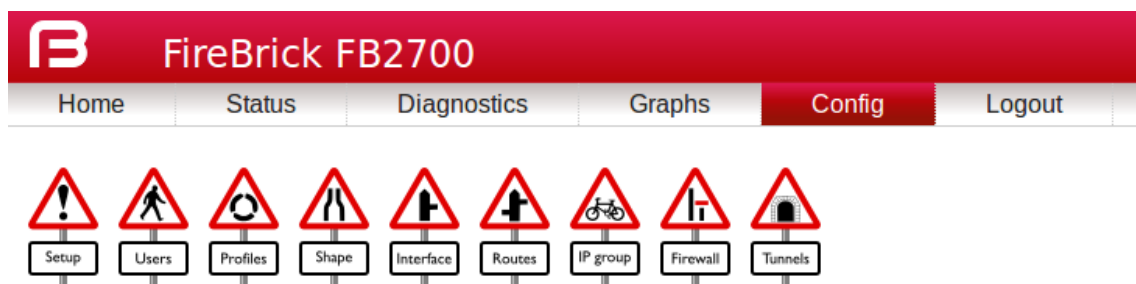 FireBrick FB2700
Home Status Diagnostics Graphs Config Logout
Setup Users Profiles Shape Interface Routes IP group Firewall Tunnels